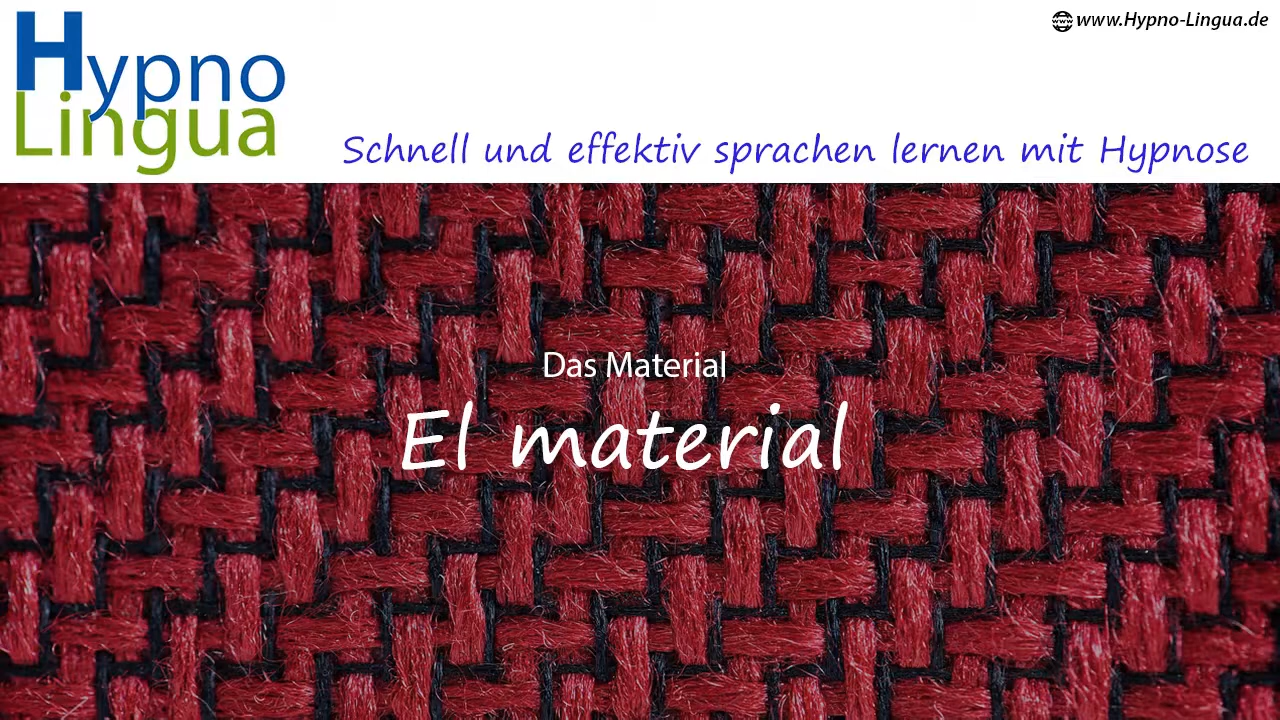 www.Hypno-Lingua.de
Hypno
Lingua
Schnell und effektiv sprachen lernen mit Hypnose
Das Material
El material